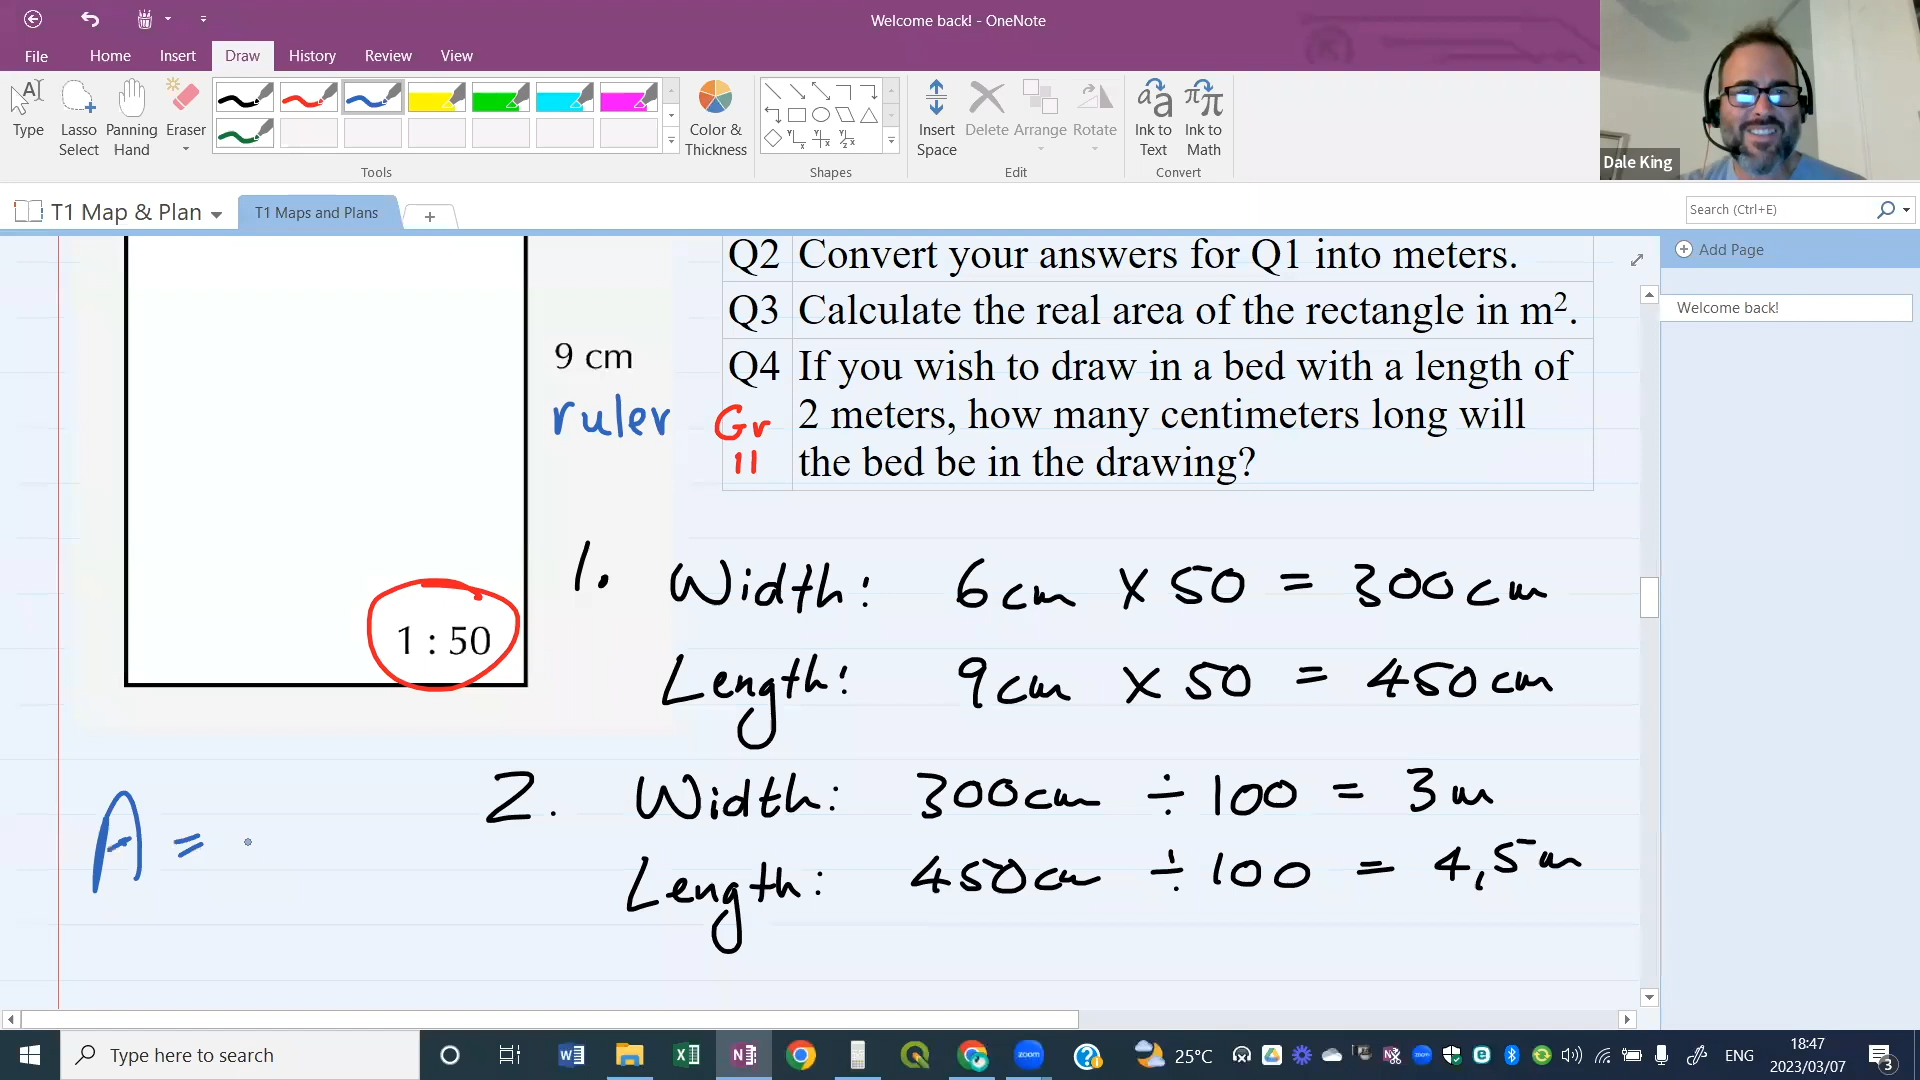 Welcome back! - OneNote
File Home Insert Draw History Review View
Type
Lasso Select
Panning Hand
Eraser
Color & Thickness
Insert Space
Delete
Arrange
Rotate
Ink to Text
Ink to Math
Tools
Shapes
Edit
Convert
Dale King
T1 Map & Plan
T1 Maps and Plans
Search (Ctrl+E)
Add Page
Welcome back!
Q2 Convert your answers for Q1 into meters.
Q3 Calculate the real area of the rectangle in m².
Q4 If you wish to draw in a bed with a length of
2 meters, how many centimeters long will
the bed be in the drawing?
Gr
11
9 cm
ruler
1 : 50
1. Width: 6cm × 50 = 300cm
Length: 9cm × 50 = 450cm
2. Width: 300cm ÷ 100 = 3m
Length: 450cm ÷ 100 = 4,5m
A =
Type here to search
zoom
25°C
ENG
18:47
2023/03/07
3